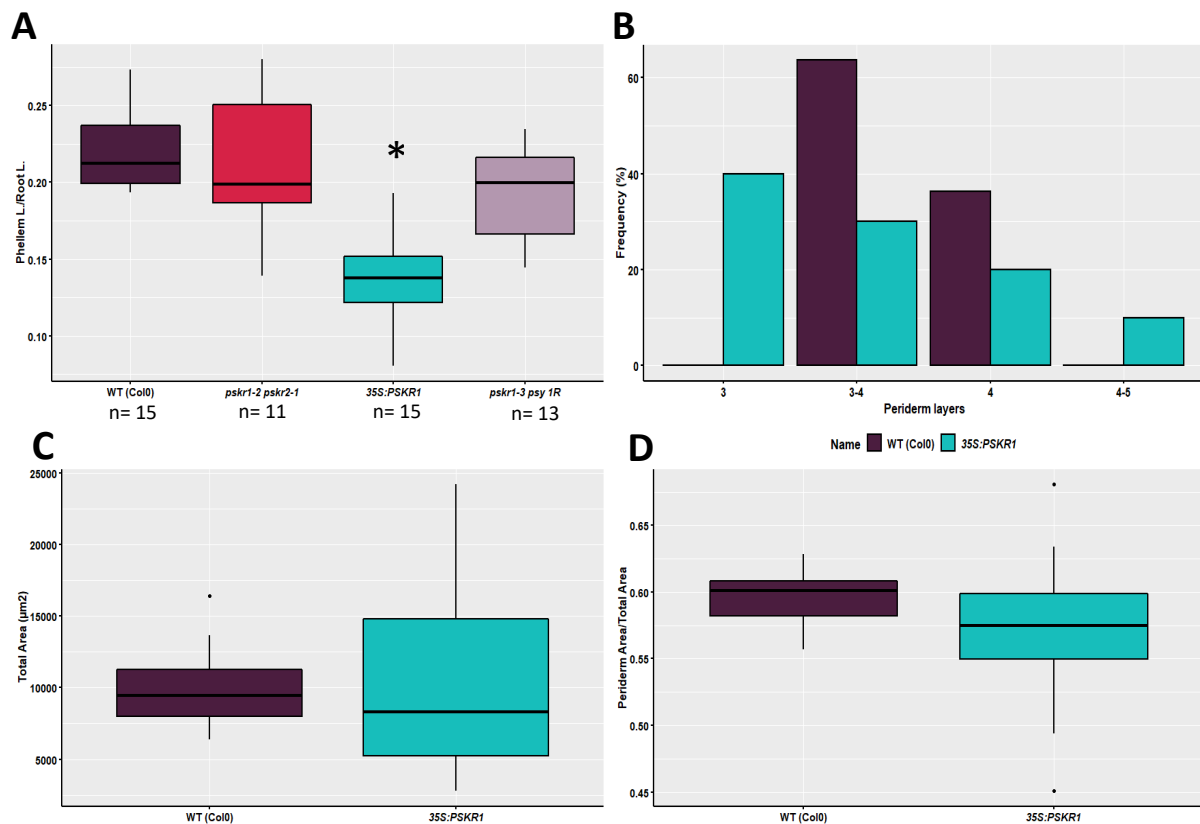 A
Phellem L./Root L.
0.25
0.20
0.15
0.10
WT (Col0)
pskr1-2 pskr2-1
35S:PSKR1
pskr1-3 psy 1R
n= 15
n= 11
n= 15
n= 13
*
B
Frequency (%)
60
40
20
0
3
3-4
4
4-5
Periderm layers
Name
WT (Col0)
35S:PSKR1
C
Total Area (µm2)
25000
20000
15000
10000
5000
WT (Col0)
35S:PSKR1
D
Periderm Area/Total Area
0.65
0.60
0.55
0.50
0.45
WT (Col0)
35S:PSKR1